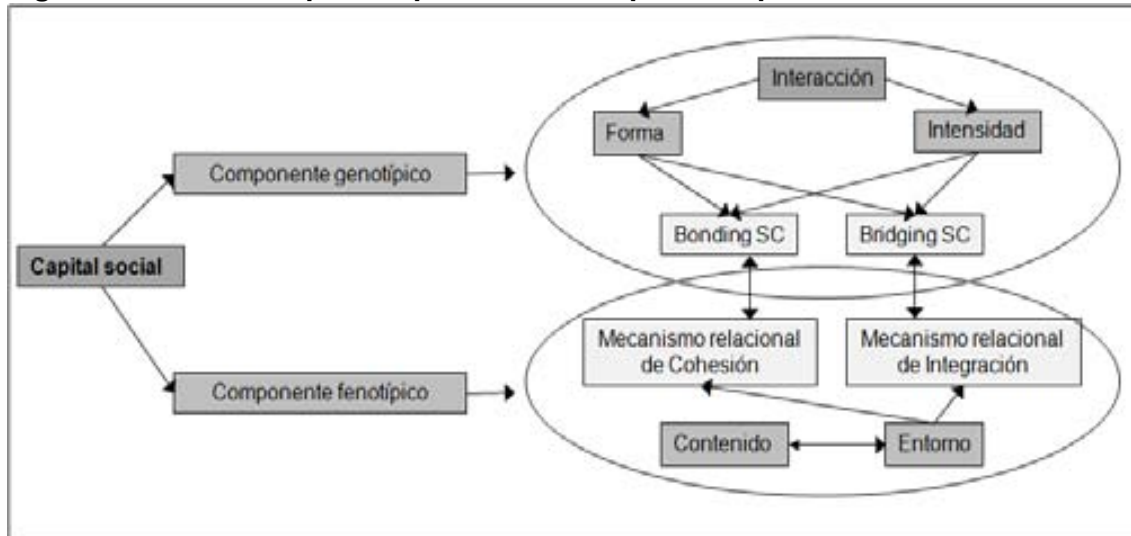 Interacción
Forma
Intensidad
Componente genotípico
Bonding SC
Bridging SC
Capital social
Mecanismo relacional
de Cohesión
Mecanismo relacional
de Integración
Componente fenotípico
Contenido
Entorno